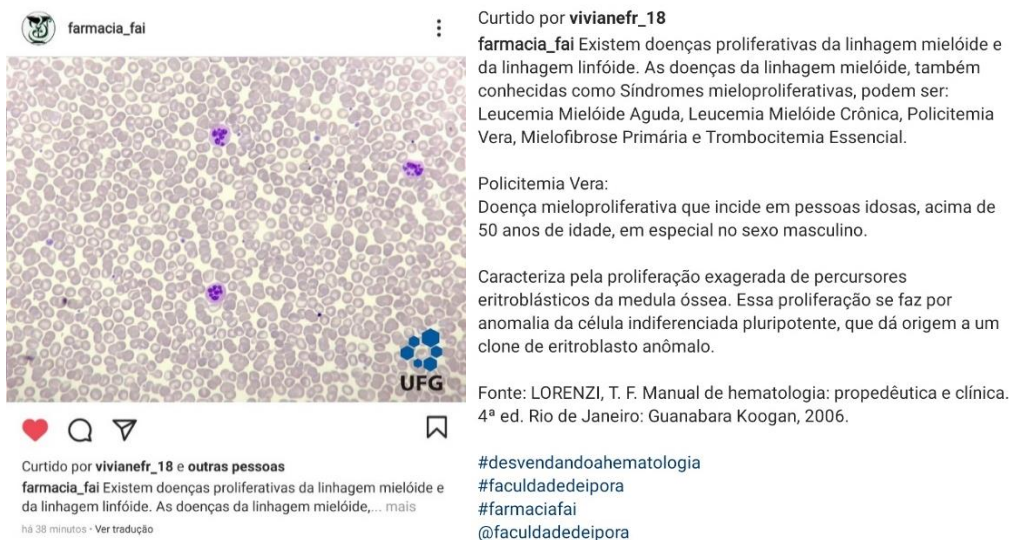 farmacia_fai
UFG
Curtido por vivianefr_18 e outras pessoas
farmacia_fai Existem doenças proliferativas da linhagem mielóide e
da linhagem linfóide. As doenças da linhagem mielóide,... mais
há 38 minutos • Ver tradução
Curtido por vivianefr_18
farmacia_fai Existem doenças proliferativas da linhagem mielóide e
da linhagem linfóide. As doenças da linhagem mielóide, também
conhecidas como Síndromes mieloproliferativas, podem ser:
Leucemia Mielóide Aguda, Leucemia Mielóide Crônica, Policitemia
Vera, Mielofibrose Primária e Trombocitemia Essencial.
Policitemia Vera:
Doença mieloproliferativa que incide em pessoas idosas, acima de
50 anos de idade, em especial no sexo masculino.
Caracteriza pela proliferação exagerada de percursores
eritroblásticos da medula óssea. Essa proliferação se faz por
anomalia da célula indiferenciada pluripotente, que dá origem a um
clone de eritroblasto anômalo.
Fonte: LORENZI, T. F. Manual de hematologia: propedêutica e clínica.
4ª ed. Rio de Janeiro: Guanabara Koogan, 2006.
#desvendandoahematologia
#faculdadedeipora
#farmaciafai
@faculdadedeipora